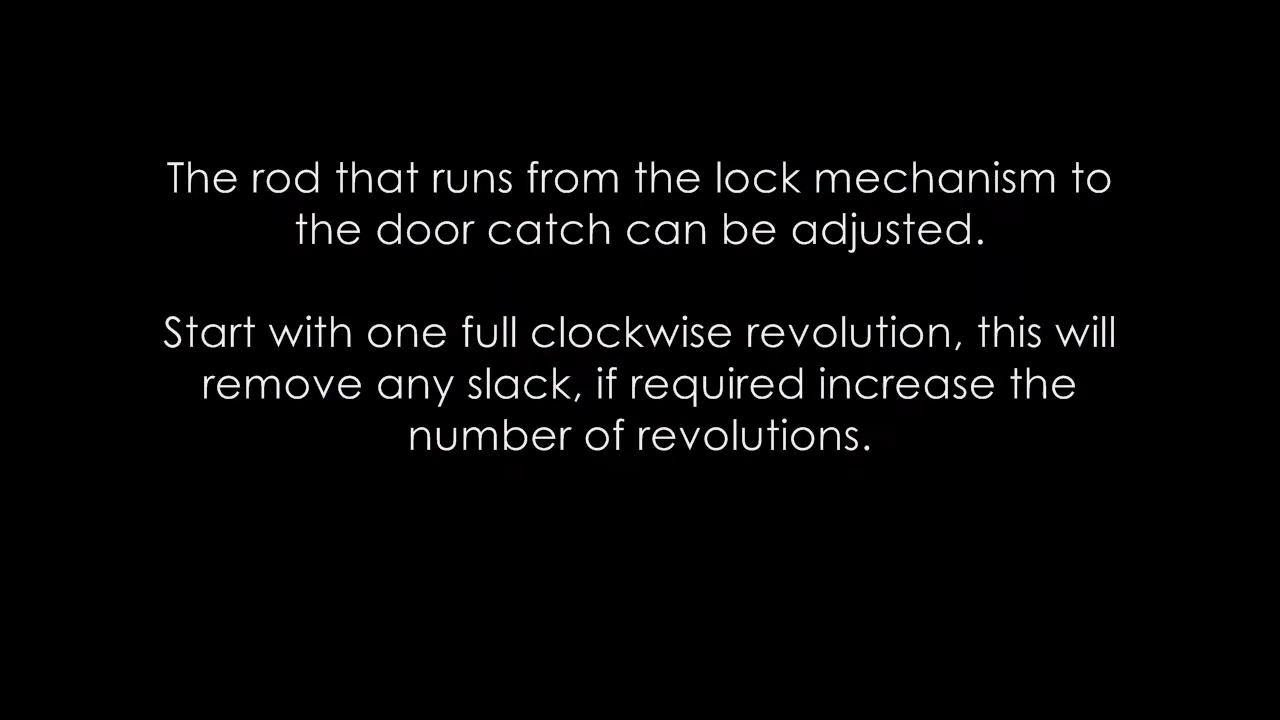 The rod that runs from the lock mechanism to
the door catch can be adjusted.
Start with one full clockwise revolution, this will
remove any slack, if required increase the
number of revolutions.